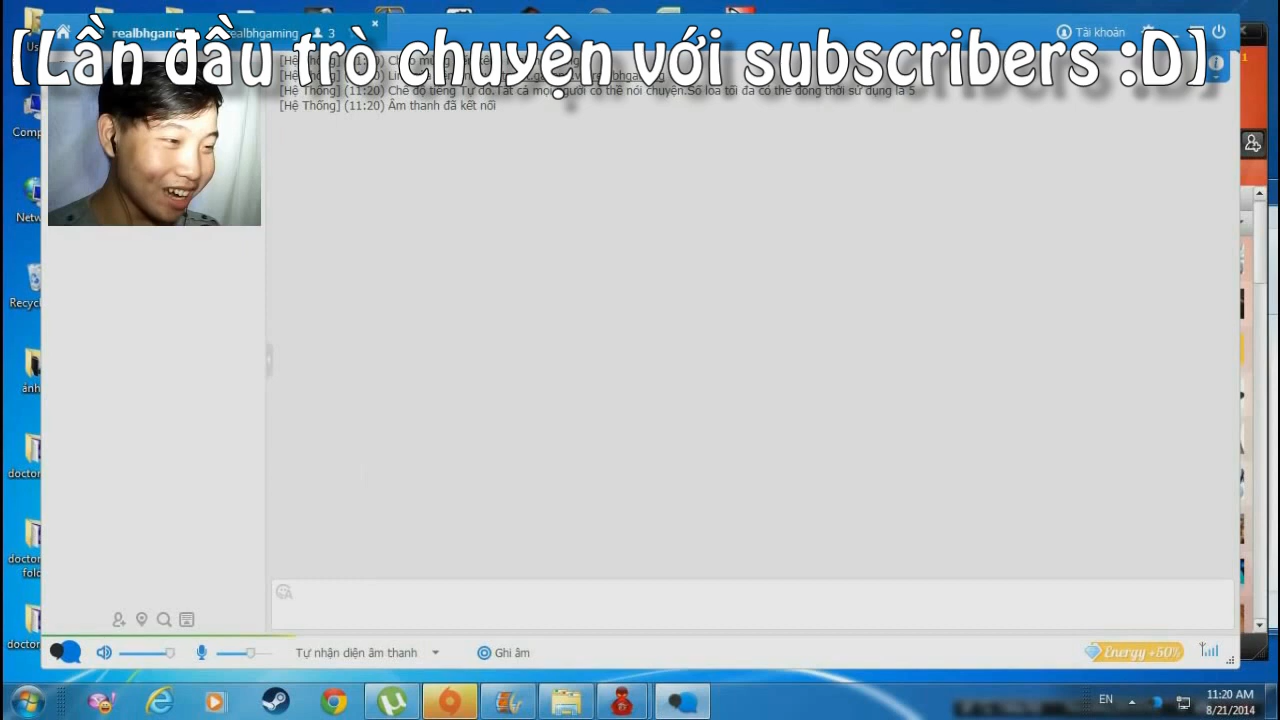 [Lần đầu trò chuyện với subscribers :D]
realbhgaming
3
Tài khoản
[Hệ Thống] (11:20) Chế độ tiếng Tự do.Tất cả mọi người có thể nói chuyện.Số loa tối đa có thể đồng thời sử dụng là 5
[Hệ Thống] (11:20) Âm thanh đã kết nối
ảnh
Tự nhận diện âm thanh
Ghi âm
Energy +50%
EN
11:20 AM
8/21/2014